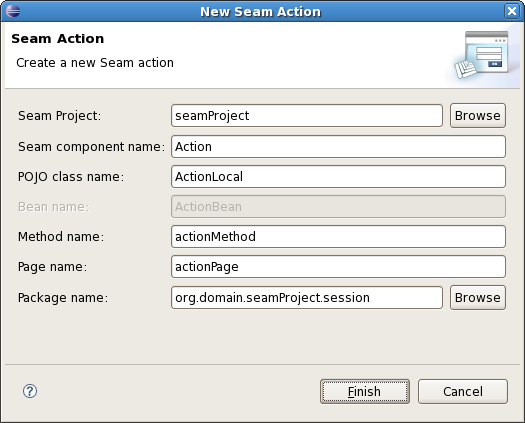 New Seam Action
Seam Action
Create a new Seam action
Seam Project: seamProject Browse
Seam component name: Action
POJO class name: ActionLocal
Bean name: ActionBean
Method name: actionMethod
Page name: actionPage
Package name: org.domain.seamProject.session Browse
? Finish Cancel